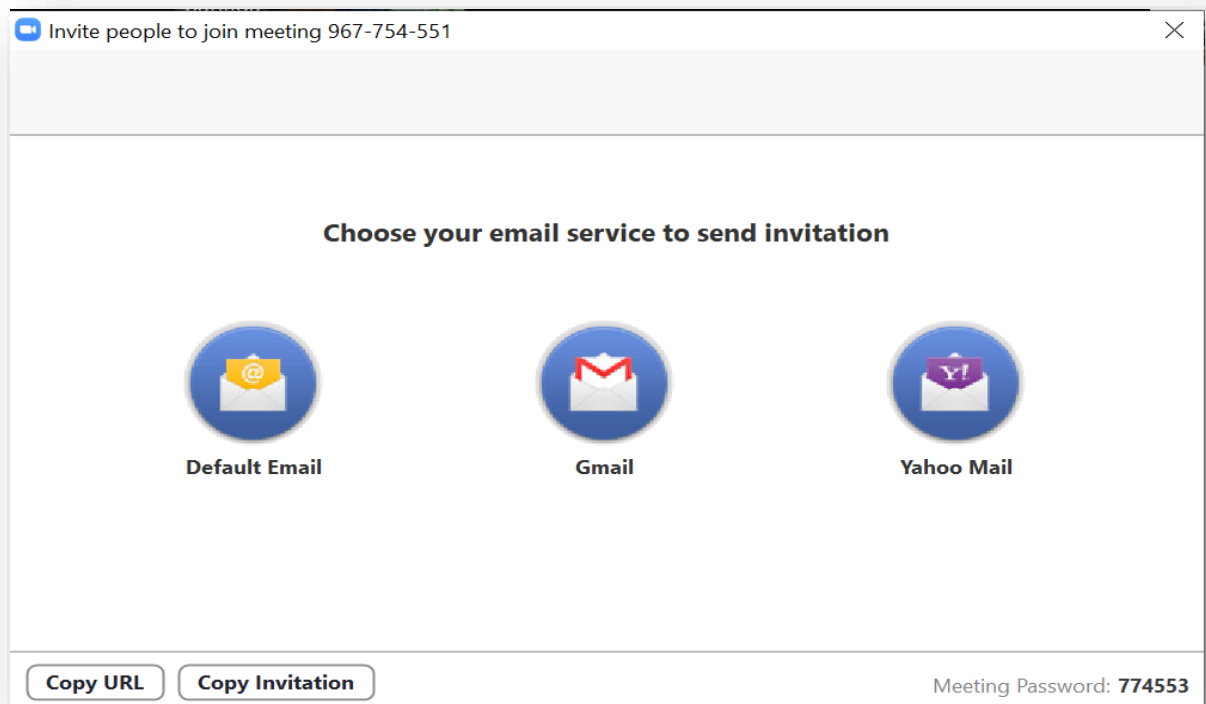 Invite people to join meeting 967-754-551
Choose your email service to send invitation
@
Y!
Default Email
Gmail
Yahoo Mail
Copy URL
Copy Invitation
Meeting Password: 774553